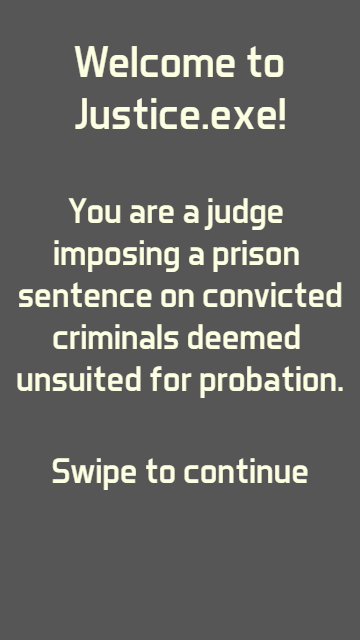 Welcome to
Justice.exe!
You are a judge
imposing a prison
sentence on convicted
criminals deemed
unsuited for probation.
Swipe to continue